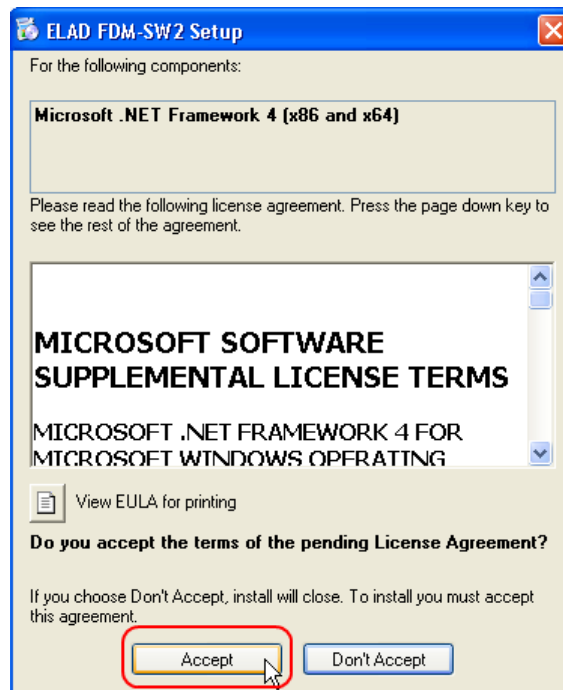 ELAD FDM-SW2 Setup
For the following components:
Microsoft .NET Framework 4 (x86 and x64)
Please read the following license agreement. Press the page down key to
see the rest of the agreement.
MICROSOFT SOFTWARE
SUPPLEMENTAL LICENSE TERMS
MICROSOFT .NET FRAMEWORK 4 FOR
MICROSOFT WINDOWS OPERATING
View EULA for printing
Do you accept the terms of the pending License Agreement?
If you choose Don't Accept, install will close. To install you must accept
this agreement.
Accept
Don't Accept